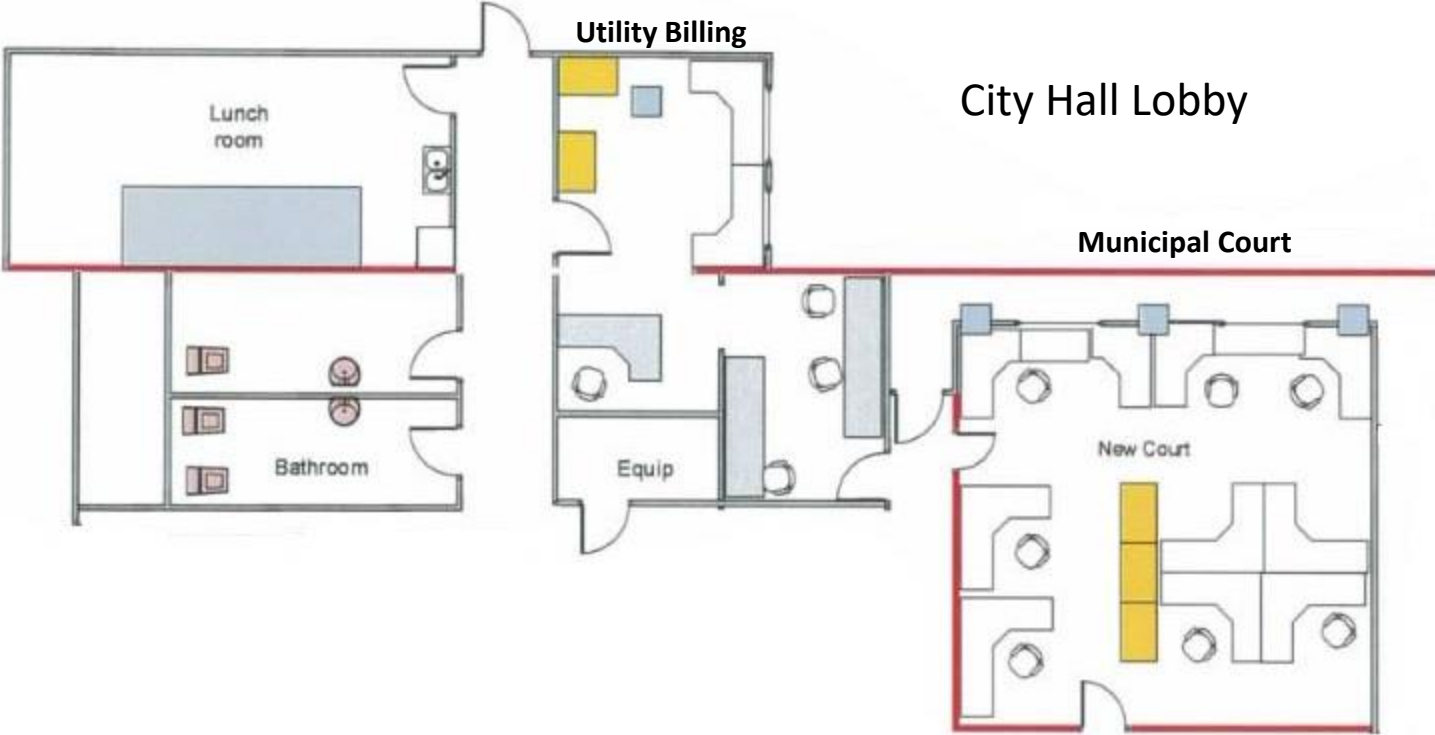 Utility Billing
City Hall Lobby
Lunch
room
Municipal Court
New Court
Bathroom
Equip